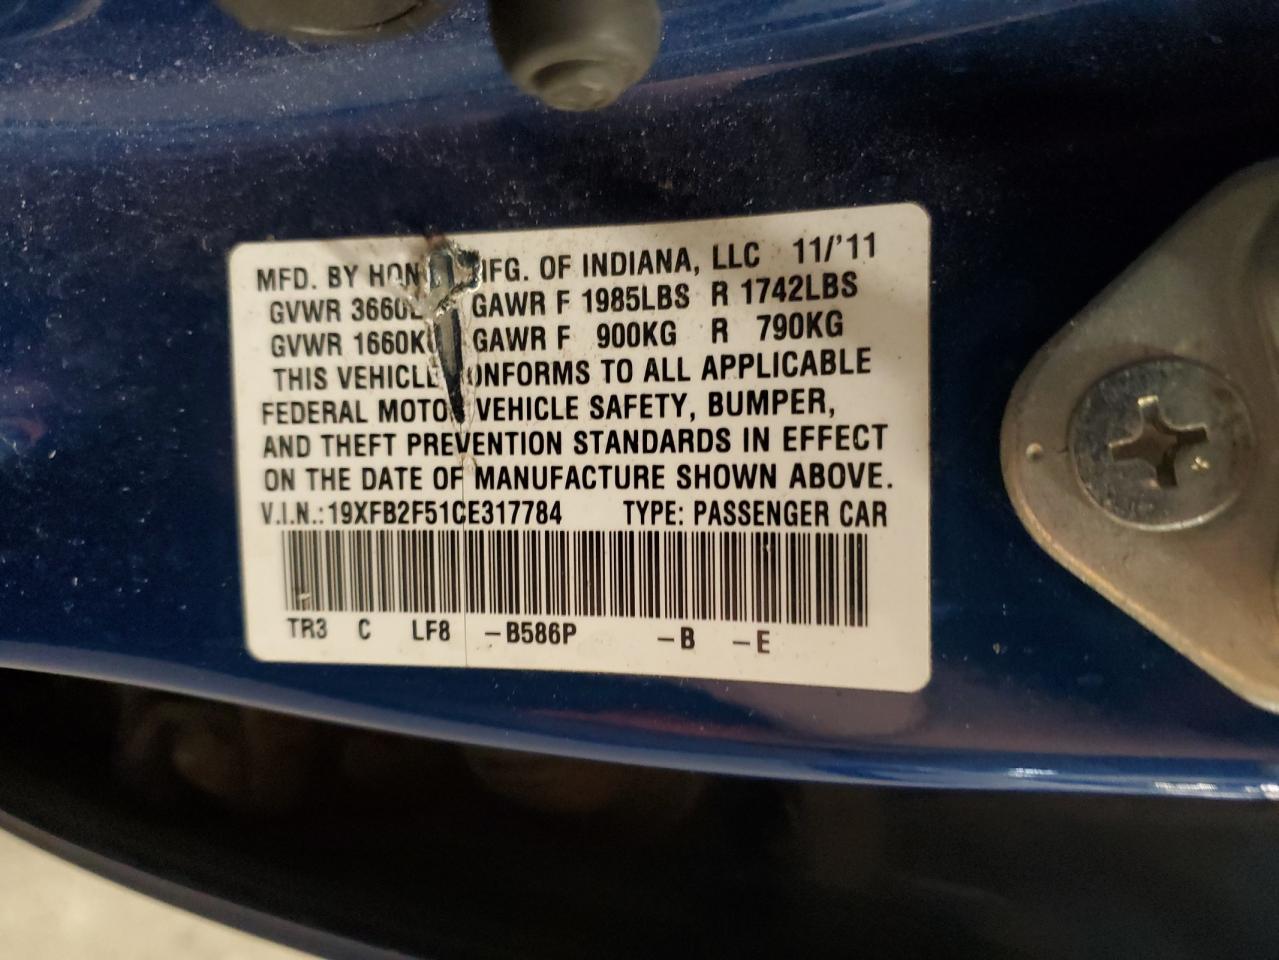 MFD. BY HON IFG. OF INDIANA, LLC 11/'11
GVWR 3660L GAWR F 1985LBS R 1742LBS
GVWR 1660K GAWR F 900KG R 790KG
THIS VEHICLE ONFORMS TO ALL APPLICABLE
FEDERAL MOTO VEHICLE SAFETY, BUMPER,
AND THEFT PREVENTION STANDARDS IN EFFECT
ON THE DATE OF MANUFACTURE SHOWN ABOVE.
V.I.N.:19XFB2F51CE317784 TYPE: PASSENGER CAR
TR3 C LF8 -B586P -B -E